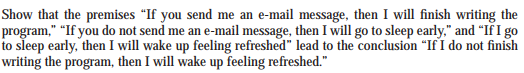 Show that the premises “If you send me an e-mail message, then I will finish writing the
program,” “If you do not send me an e-mail message, then I will go to sleep early,” and “If I go
to sleep early, then I will wake up feeling refreshed” lead to the conclusion “If I do not finish
writing the program, then I will wake up feeling refreshed.”